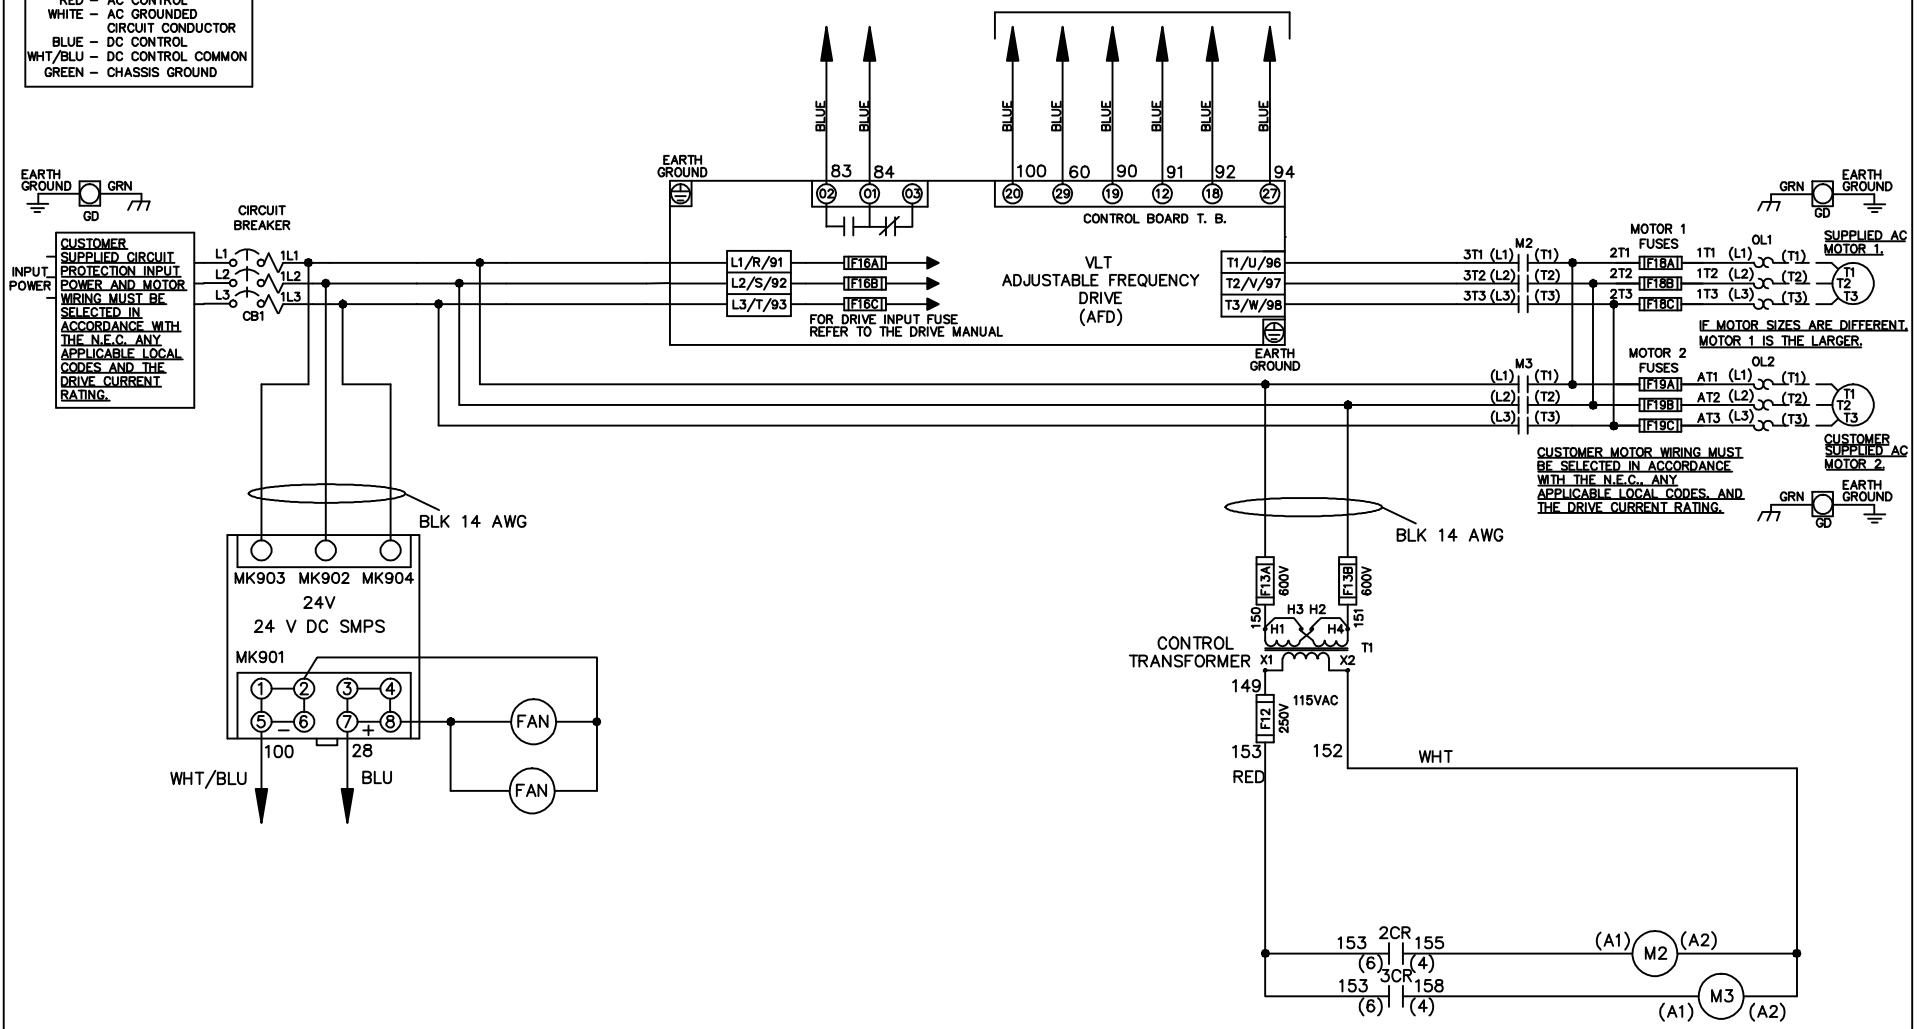 RED – AC CONTROL
WHITE – AC GROUNDED
CIRCUIT CONDUCTOR
BLUE – DC CONTROL
WHT/BLU – DC CONTROL COMMON
GREEN – CHASSIS GROUND
BLUE
BLUE
BLUE
BLUE
BLUE
BLUE
BLUE
BLUE
EARTH
GROUND
83
84
100
60
90
91
92
94
02
01
03
20
29
19
12
18
27
CONTROL BOARD T. B.
EARTH
GROUND
GRN
GD
CIRCUIT
BREAKER
L1
1L1
L2
1L2
L3
1L3
CB1
INPUT
POWER
CUSTOMER
SUPPLIED CIRCUIT
PROTECTION INPUT
POWER AND MOTOR
WIRING MUST BE
SELECTED IN
ACCORDANCE WITH
THE N.E.C. ANY
APPLICABLE LOCAL
CODES AND THE
DRIVE CURRENT
RATING.
L1/R/91
L2/S/92
L3/T/93
F16A
F16B
F16C
FOR DRIVE INPUT FUSE
REFER TO THE DRIVE MANUAL
VLT
ADJUSTABLE FREQUENCY
DRIVE
(AFD)
T1/U/96
T2/V/97
T3/W/98
EARTH
GROUND
GRN
EARTH
GROUND
GD
M2
3T1 (L1) (T1)
3T2 (L2) (T2)
3T3 (L3) (T3)
MOTOR 1
FUSES
2T1 F18A 1T1 (L1) (T1)
2T2 F18B 1T2 (L2) (T2)
2T3 F18C 1T3 (L3) (T3)
OL1
SUPPLIED AC
MOTOR 1.
T1
T2
T3
IF MOTOR SIZES ARE DIFFERENT,
MOTOR 1 IS THE LARGER.
M3
(L1) (T1)
(L2) (T2)
(L3) (T3)
MOTOR 2
FUSES
F19A AT1 (L1) (T1)
F19B AT2 (L2) (T2)
F19C AT3 (L3) (T3)
OL2
T1
T2
T3
CUSTOMER
SUPPLIED AC
MOTOR 2.
CUSTOMER MOTOR WIRING MUST
BE SELECTED IN ACCORDANCE
WITH THE N.E.C., ANY
APPLICABLE LOCAL CODES, AND
THE DRIVE CURRENT RATING.
GRN
EARTH
GROUND
GD
BLK 14 AWG
MK903 MK902 MK904
24V
24 V DC SMPS
MK901
1 2 3 4
5 – 6 7 + 8
100
28
WHT/BLU
BLU
FAN
FAN
BLK 14 AWG
F13A
600V
F13B
600V
150
151
H3 H2
H1
H4
T1
CONTROL
TRANSFORMER
X1
X2
149
115VAC
F12
250V
153
152
RED
WHT
2CR
153 155
(6) (4)
(A1) M2 (A2)
3CR
153 158
(6) (4)
(A1) M3 (A2)